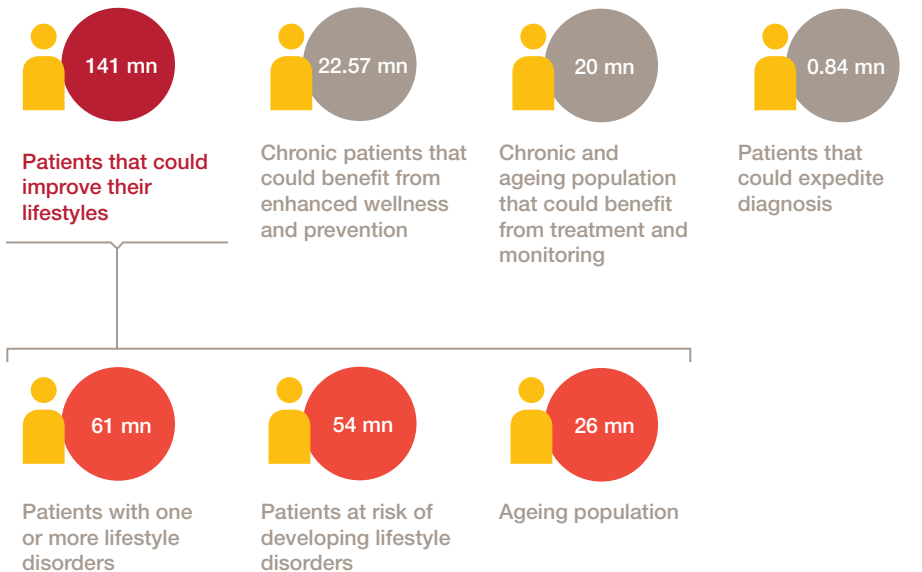 141 mn
Patients that could
improve their
lifestyles
22.57 mn
Chronic patients that
could benefit from
enhanced wellness
and prevention
20 mn
Chronic and
ageing population
that could benefit
from treatment and
monitoring
0.84 mn
Patients that
could expedite
diagnosis
61 mn
Patients with one
or more lifestyle
disorders
54 mn
Patients at risk of
developing lifestyle
disorders
26 mn
Ageing population